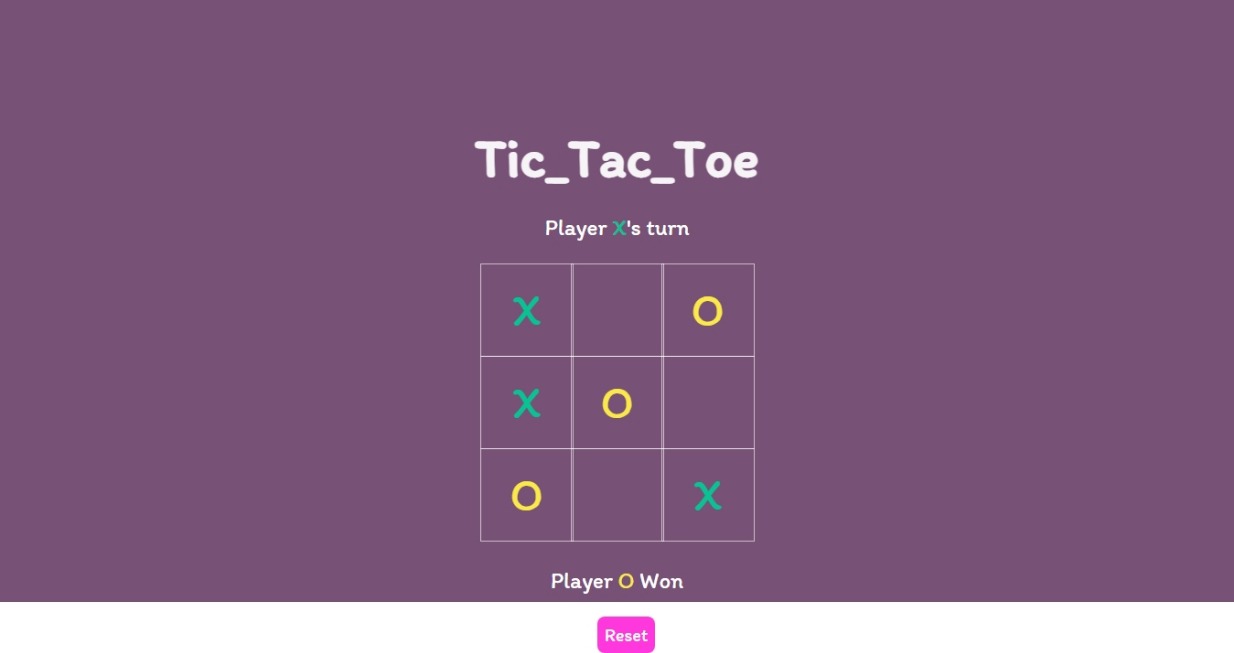 Tic_Tac_Toe
Player X's turn
X O
X O
O X
Player O Won
Reset